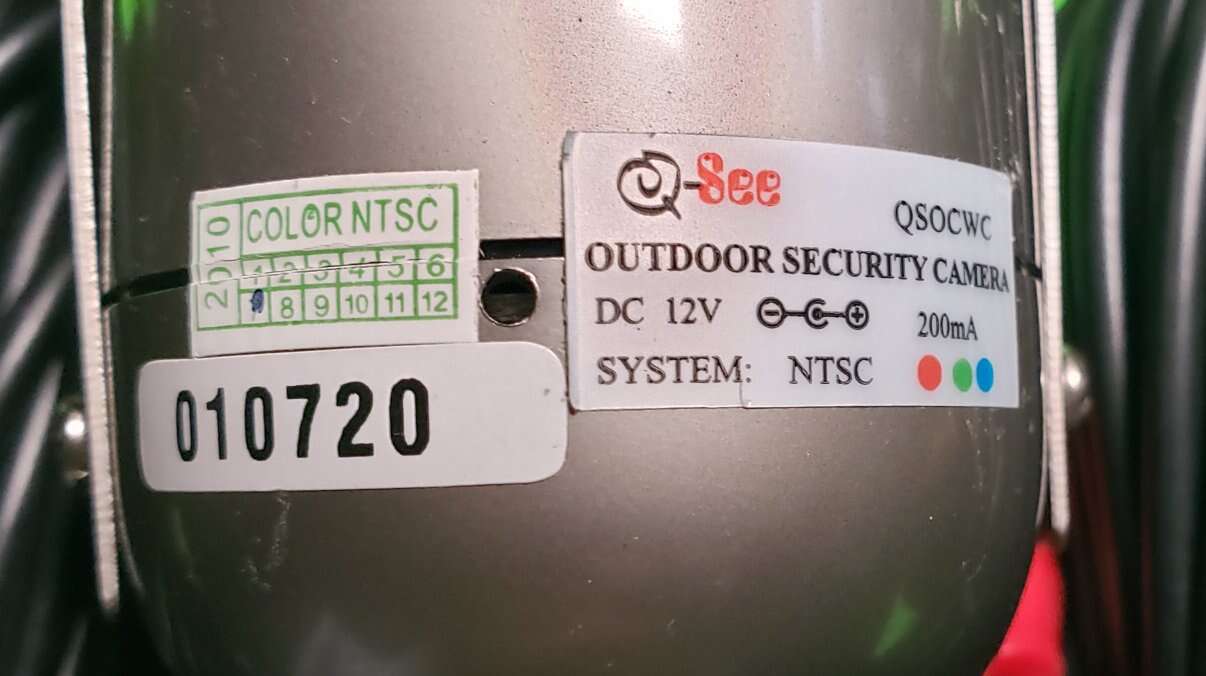 2010
COLOR NTSC
1 2 3 4 5 6
8 9 10 11 12
010720
Q-See
QSOCWC
OUTDOOR SECURITY CAMERA
DC 12V
200mA
SYSTEM: NTSC